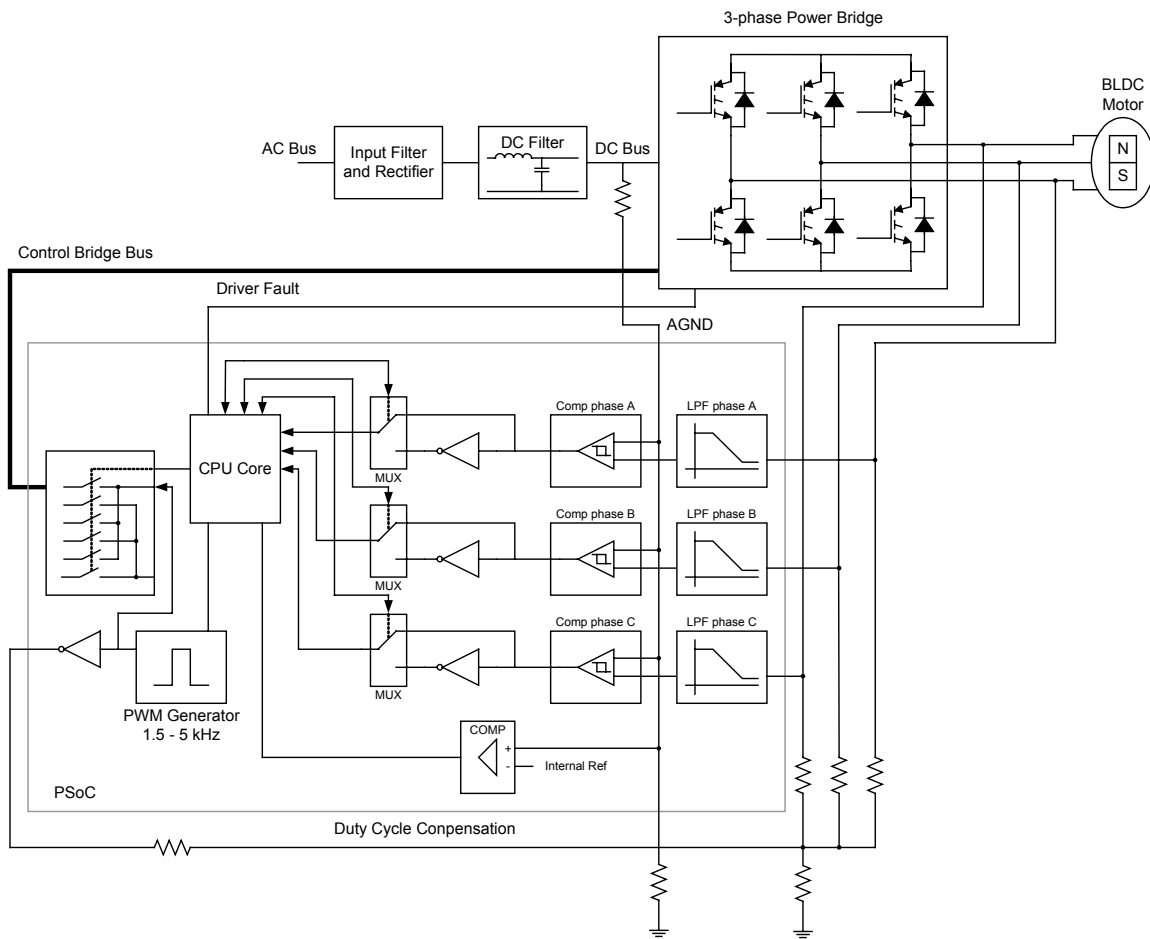 3-phase Power Bridge
BLDC
Motor
N
S
AC Bus
Input Filter
and Rectifier
DC Filter
DC Bus
Control Bridge Bus
Driver Fault
AGND
CPU Core
MUX
Comp phase A
LPF phase A
MUX
Comp phase B
LPF phase B
MUX
Comp phase C
LPF phase C
PWM Generator
1.5 - 5 kHz
COMP
+
-
Internal Ref
PSoC
Duty Cycle Conpensation